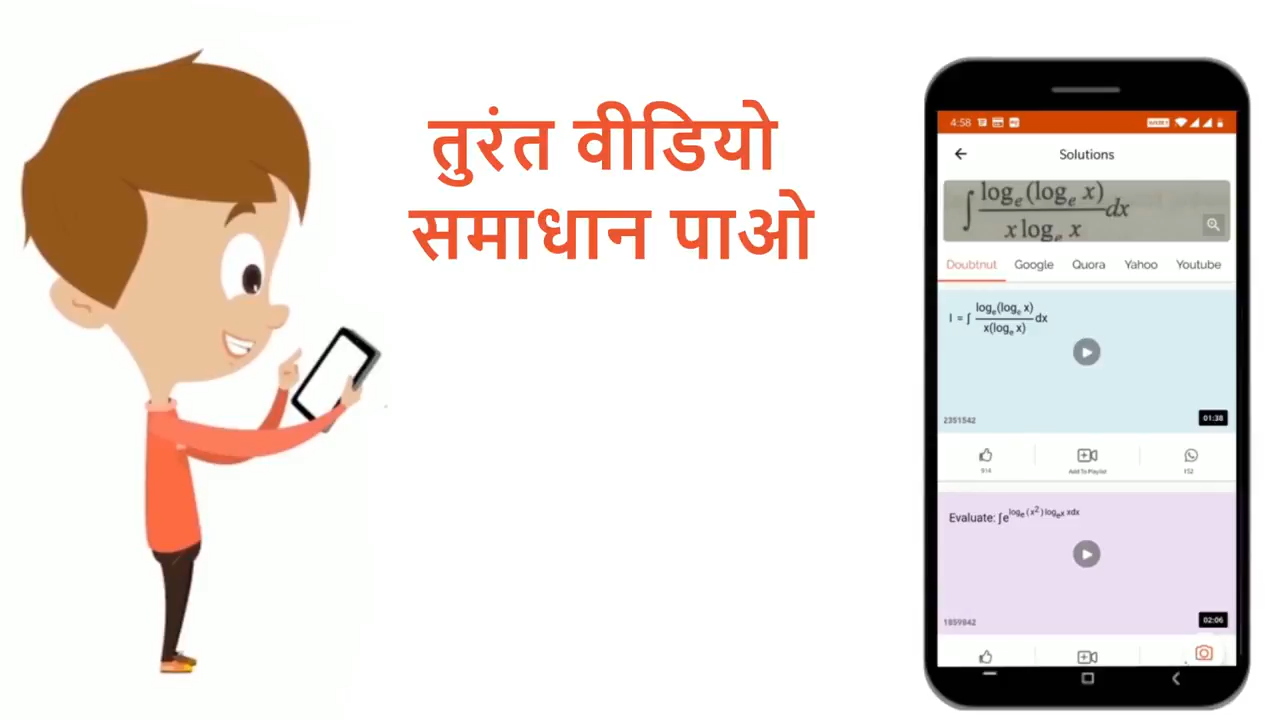 तुरंत वीडियो
समाधान पाओ
4:58
Solutions
∫ logₑ(logₑ x) / x logₑ x dx
Doubtnut Google Quora Yahoo Youtube
I = ∫ logₑ(logₑ x) / x(logₑ x) dx
2351542
01:38
914
Add To Playlist
152
Evaluate: ∫e^logₑ(x²)logₑx xdx
1859842
02:06